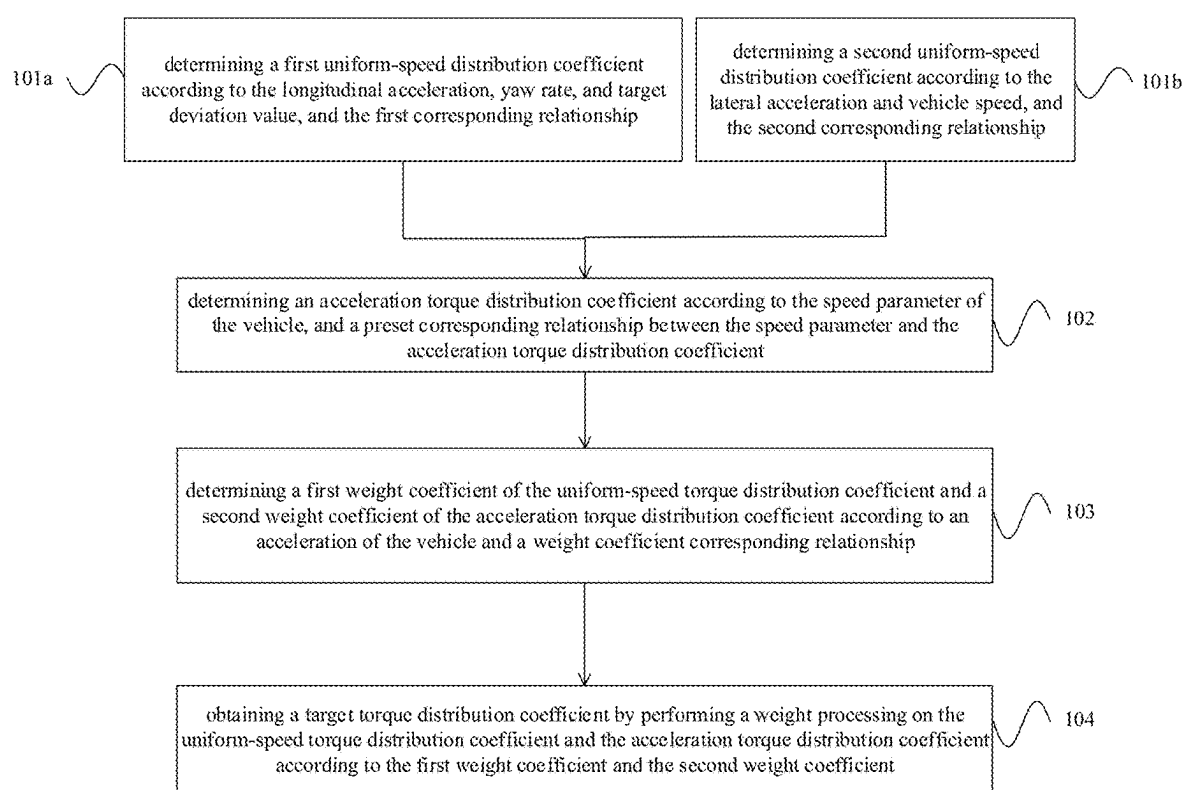 101a
determining a first uniform-speed distribution coefficient
according to the longitudinal acceleration, yaw rate, and target
deviation value, and the first corresponding relationship
determining a second uniform-speed
distribution coefficient according to the
lateral acceleration and vehicle speed, and
the second corresponding relationship
101b
determining an acceleration torque distribution coefficient according to the speed parameter of
the vehicle, and a preset corresponding relationship between the speed parameter and the
acceleration torque distribution coefficient
102
determining a first weight coefficient of the uniform-speed torque distribution coefficient and a
second weight coefficient of the acceleration torque distribution coefficient according to an
acceleration of the vehicle and a weight coefficient corresponding relationship
103
obtaining a target torque distribution coefficient by performing a weight processing on the
uniform-speed torque distribution coefficient and the acceleration torque distribution coefficient
according to the first weight coefficient and the second weight coefficient
104